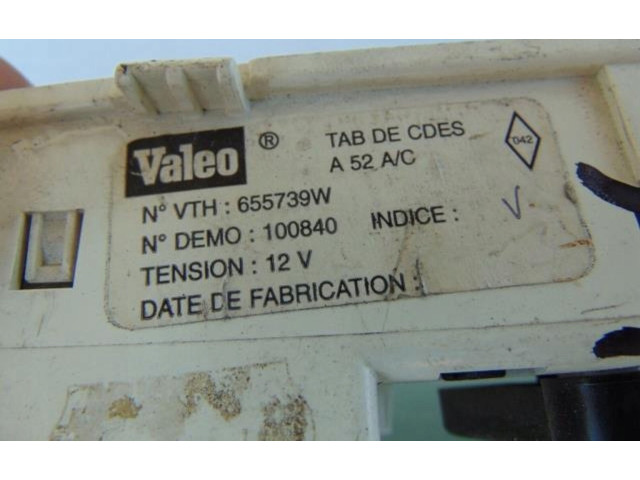 Valeo ® TAB DE CDES
A 52 A/C
042
N° VTH : 655739W
N° DEMO : 100840 INDICE : V
TENSION : 12 V
DATE DE FABRICATION :